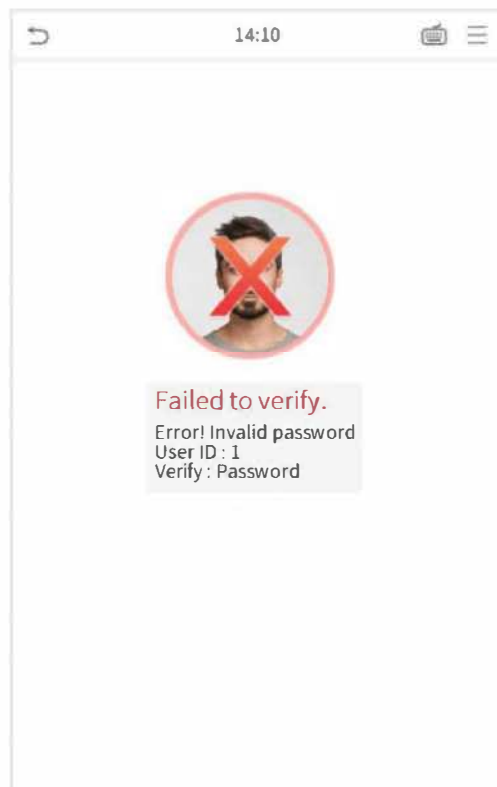 14:10
Failed to verify.
Error! Invalid password
User ID : 1
Verify : Password